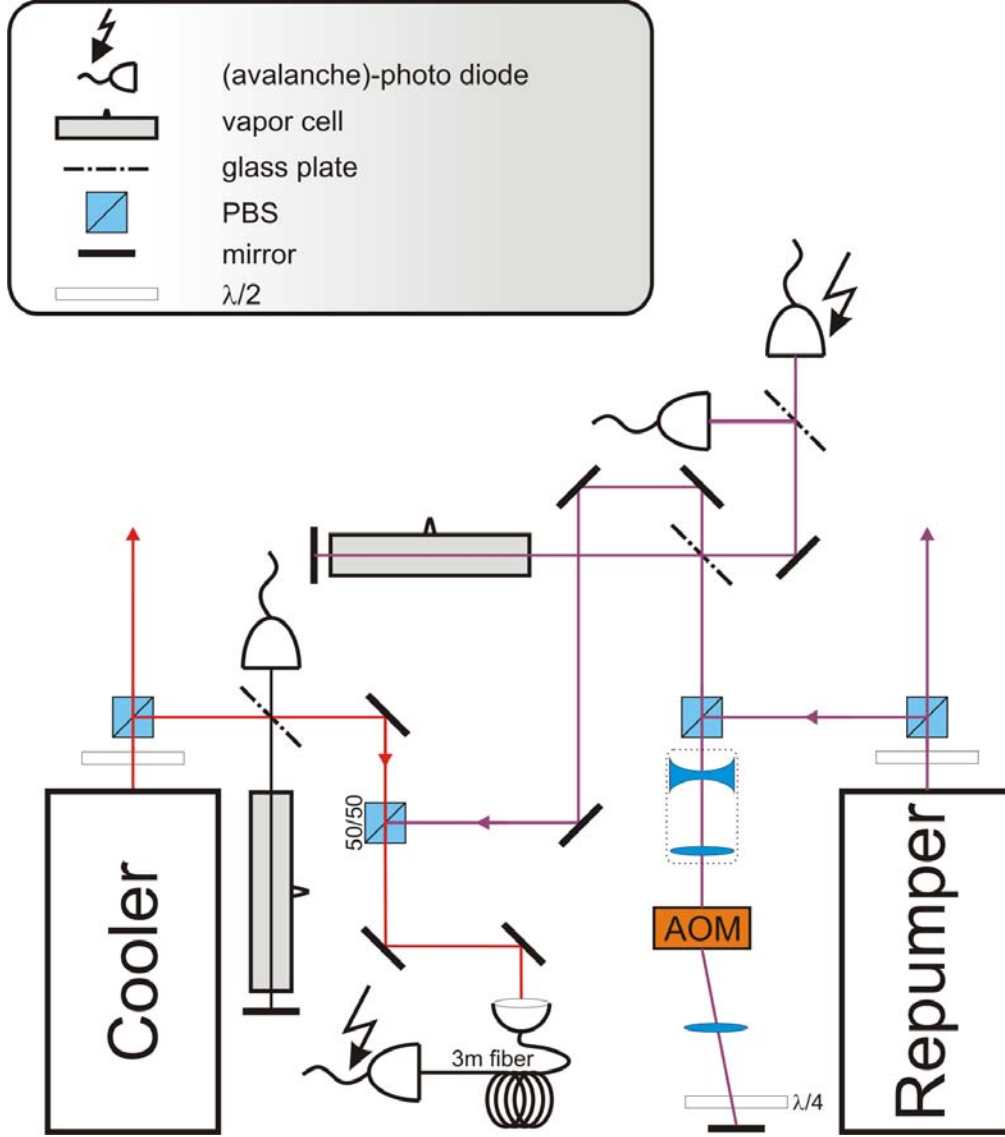 (avalanche)-photo diode
vapor cell
glass plate
PBS
mirror
λ/2
50/50
Cooler
AOM
Repumper
3m fiber
λ/4